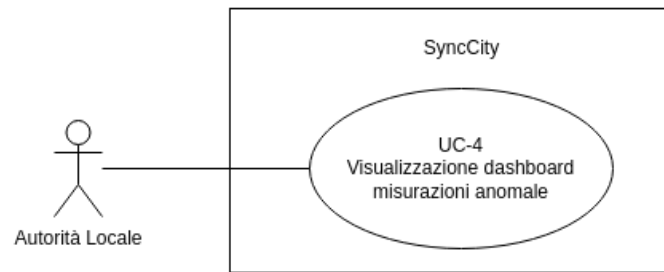 SyncCity
UC-4
Visualizzazione dashboard
misurazioni anomale
Autorità Locale